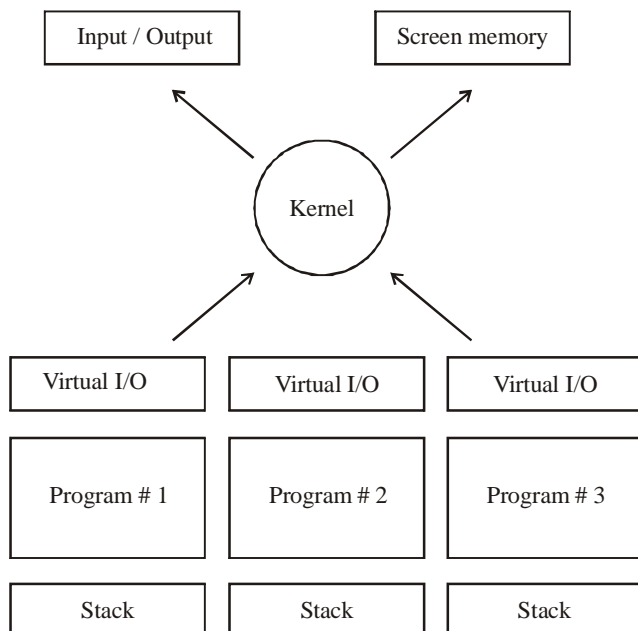 Input / Output
Screen memory
Kernel
Virtual I/O
Virtual I/O
Virtual I/O
Program # 1
Program # 2
Program # 3
Stack
Stack
Stack